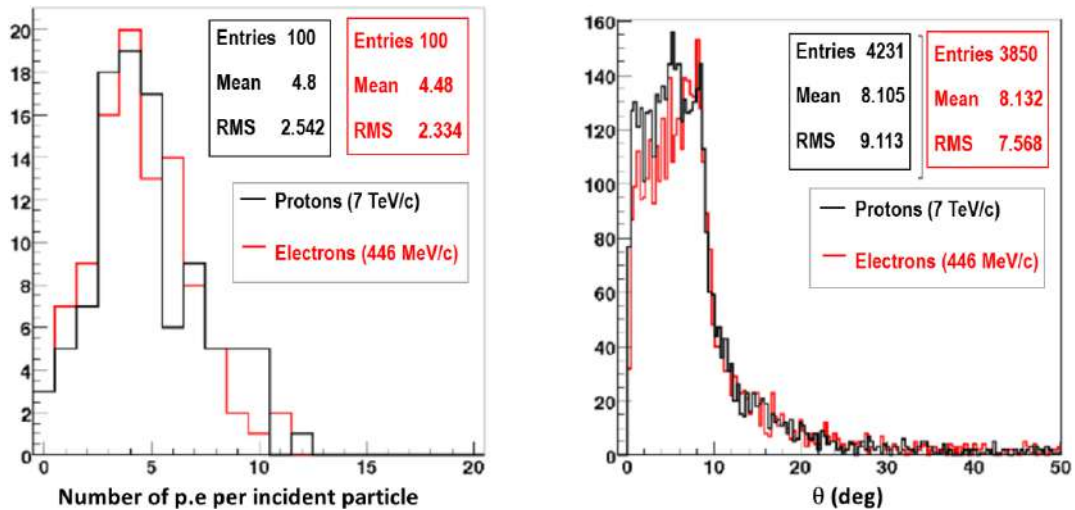 20
18
16
14
12
10
8
6
4
2
0
Entries 100
Mean 4.8
RMS 2.542
Entries 100
Mean 4.48
RMS 2.334
Protons (7 TeV/c)
Electrons (446 MeV/c)
0 5 10 15 20
Number of p.e per incident particle
160
140
120
100
80
60
40
20
0
Entries 4231
Mean 8.105
RMS 9.113
Entries 3850
Mean 8.132
RMS 7.568
Protons (7 TeV/c)
Electrons (446 MeV/c)
0 10 20 30 40 50
θ (deg)